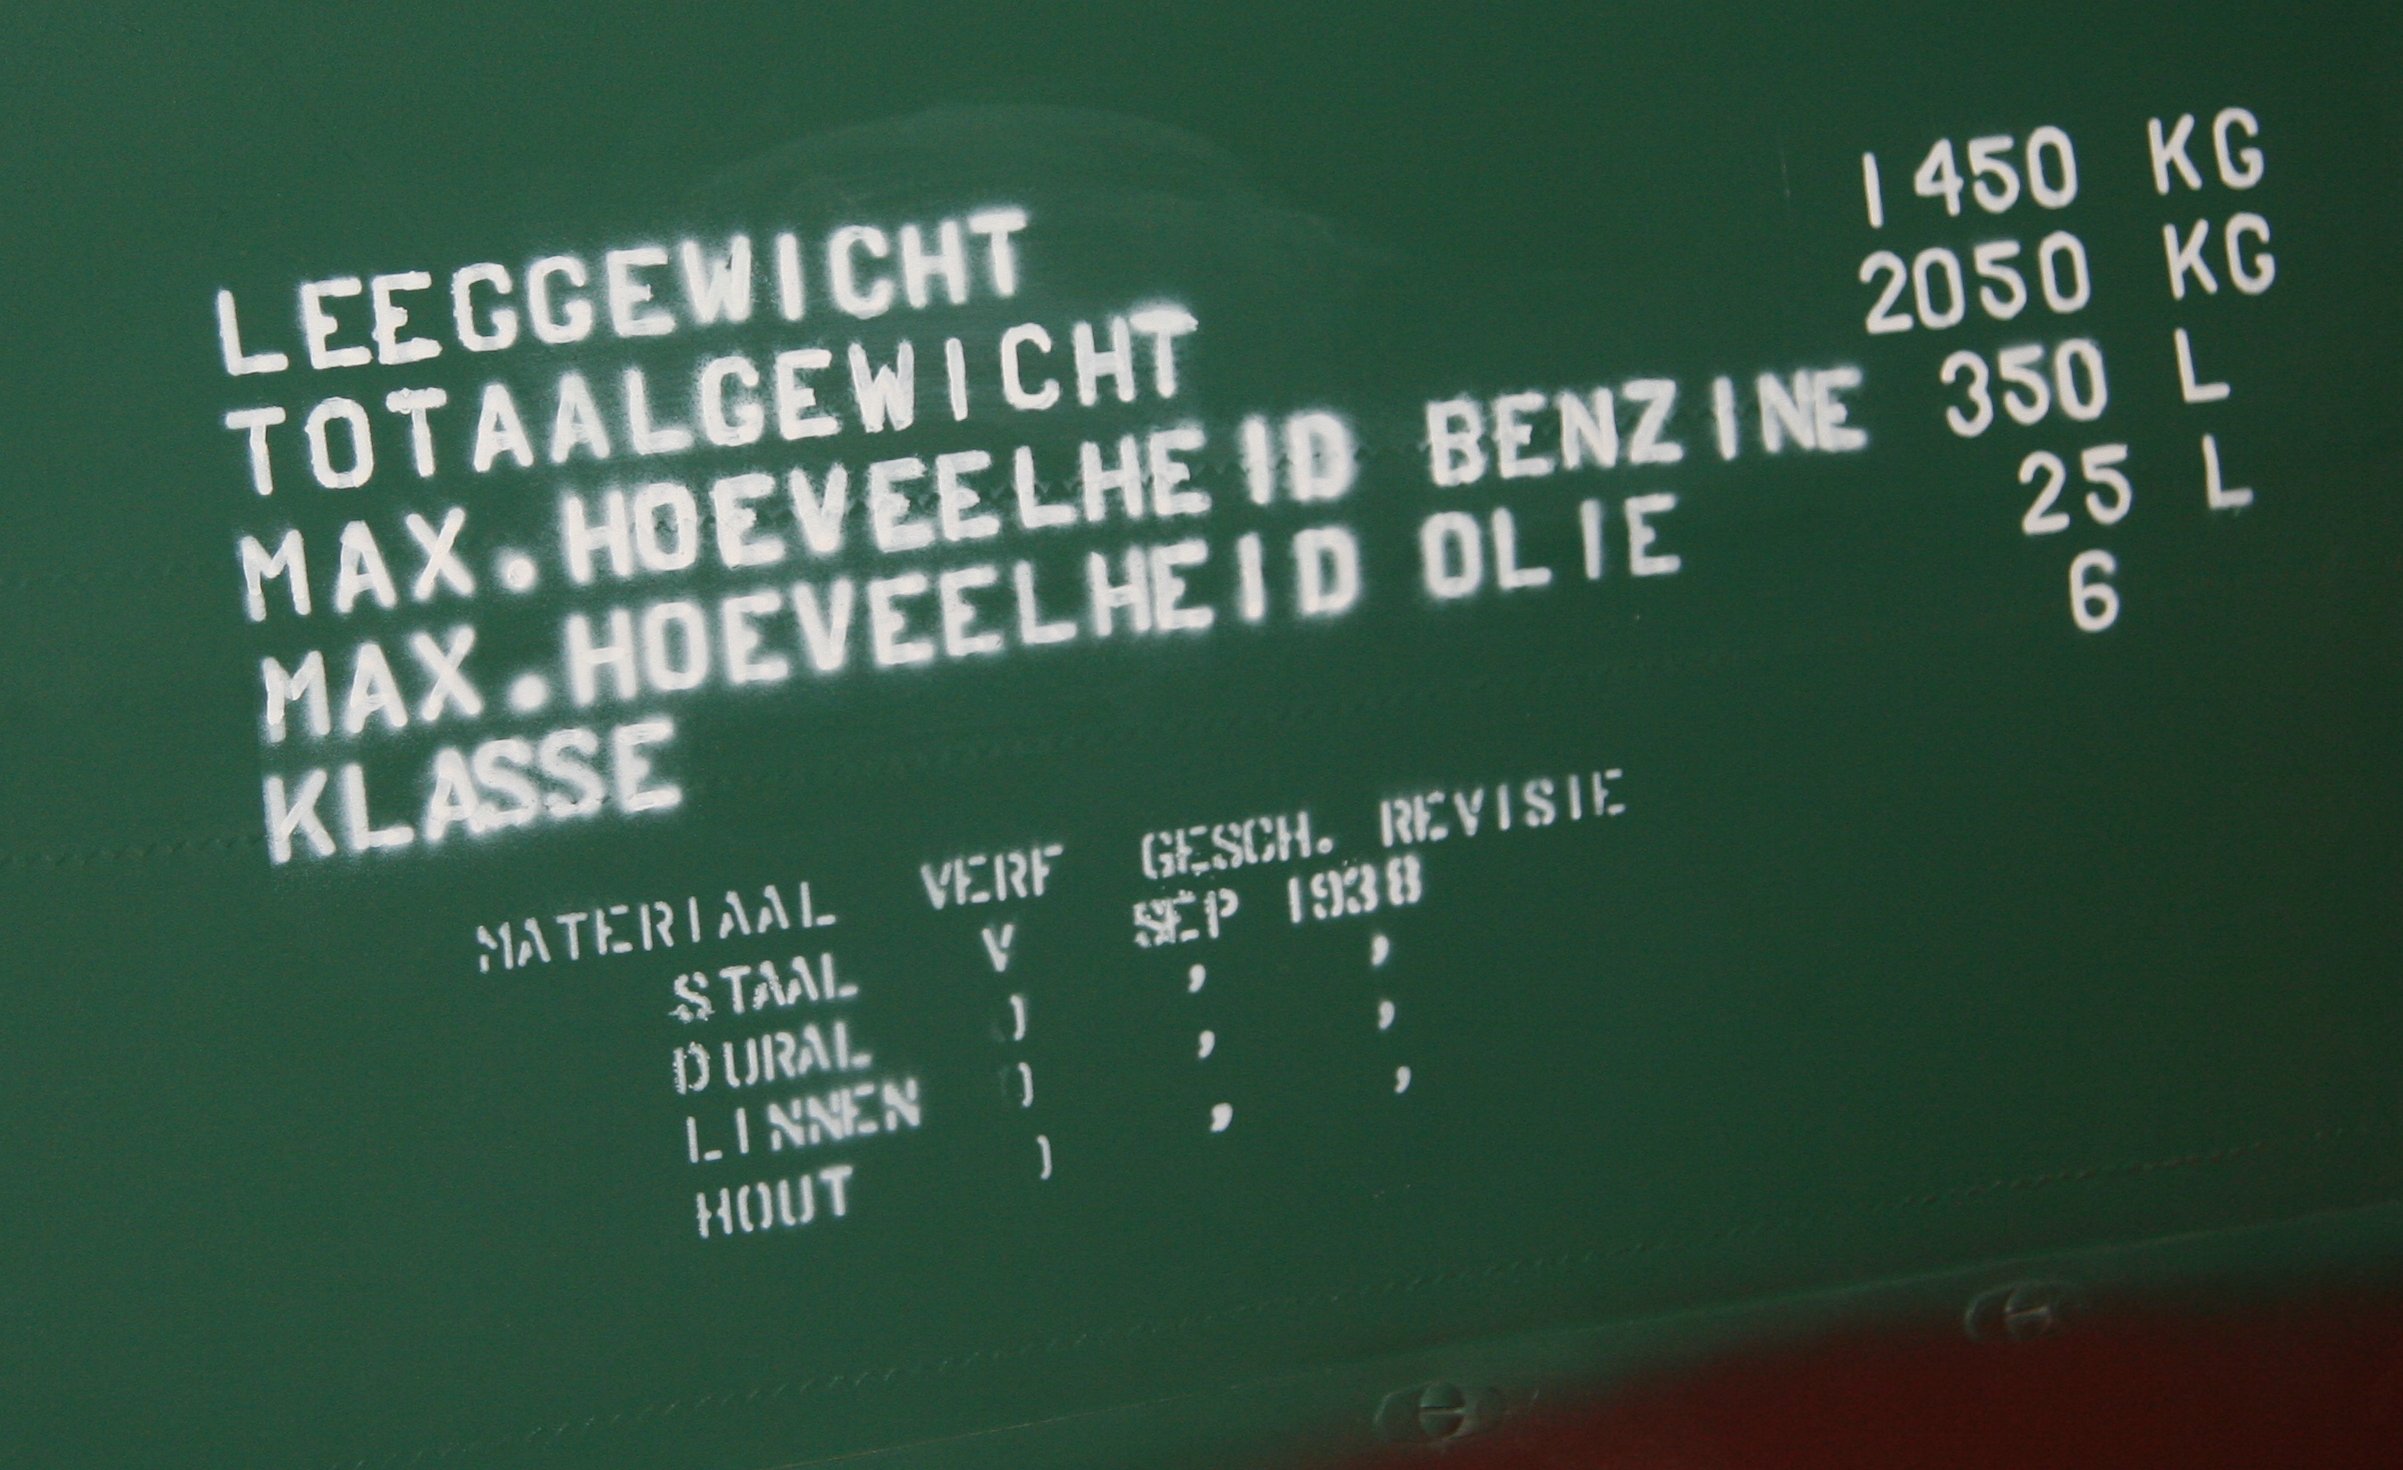 LEEGGEWICHT 1450 KG
TOTAALGEWICHT 2050 KG
MAX.HOEVEELHEID BENZINE 350 L
MAX.HOEVEELHEID OLIE 25 L
KLASSE 6
MATERIAAL VERF GESCH. REVISIE
STAAL V SEP 1938
DURAL ) , ,
LINNEN ) , ,
HOUT ) , ,